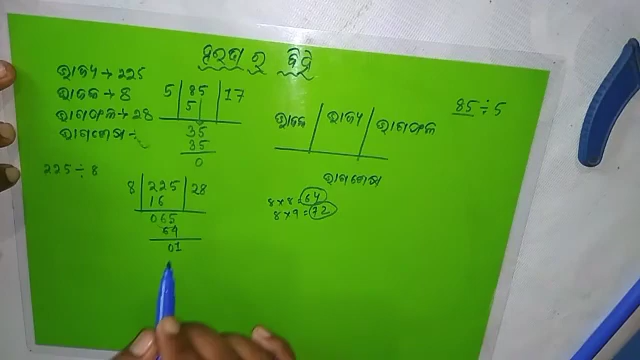 ହରଣ ର ବିଧି
ଭାଜ୍ୟ → 225
ଭାଜକ → 8
ଭାଗଫଳ → 28
ଭାଗଶେଷ -
5 | 85 | 17
5
35
35
0
225 ÷ 8
8 | 225 | 28
16
065
64
01
ଭାଜକ | ଭାଜ୍ୟ | ଭାଗଫଳ
ଭାଗଶେଷ
8 × 8 = 64
8 × 9 = 72
85 ÷ 5